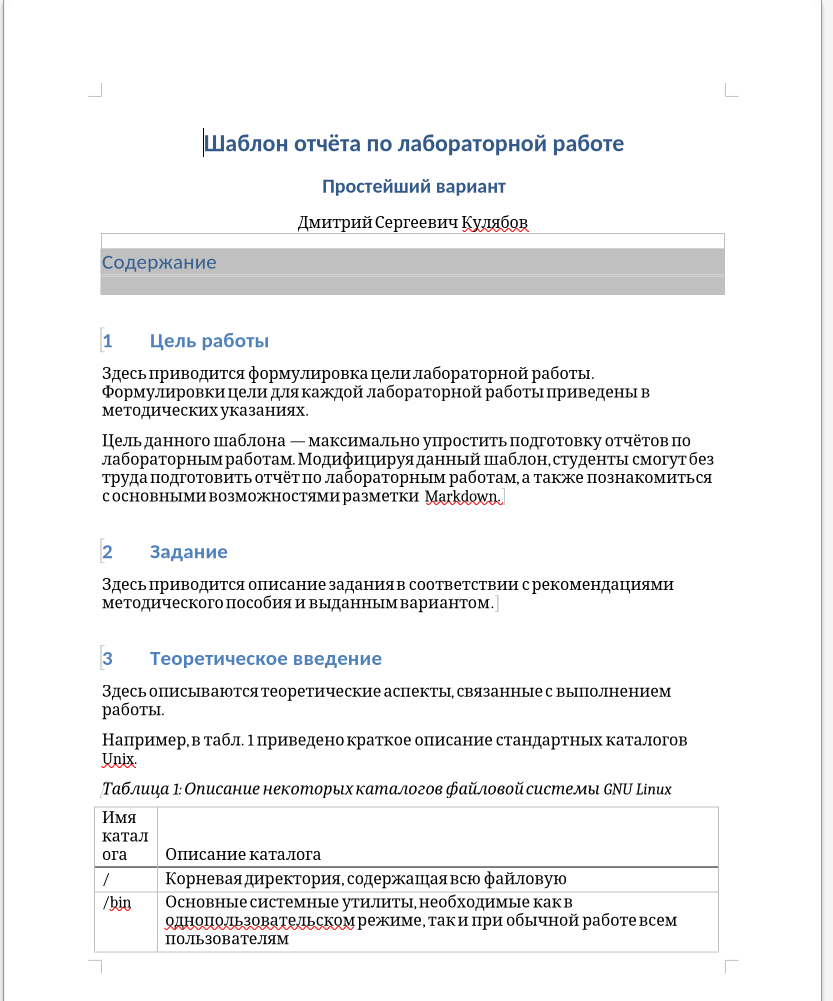 Шаблон отчёта по лабораторной работе
Простейший вариант
Дмитрий Сергеевич Кулябов
Содержание
1 Цель работы
Здесь приводится формулировка цели лабораторной работы.
Формулировки цели для каждой лабораторной работы приведены в
методических указаниях.
Цель данного шаблона — максимально упростить подготовку отчётов по
лабораторным работам. Модифицируя данный шаблон, студенты смогут без
труда подготовить отчёт по лабораторным работам, а также познакомиться
с основными возможностями разметки Markdown.
2 Задание
Здесь приводится описание задания в соответствии с рекомендациями
методического пособия и выданным вариантом.
3 Теоретическое введение
Здесь описываются теоретические аспекты, связанные с выполнением
работы.
Например, в табл. 1 приведено краткое описание стандартных каталогов
Unix.
Таблица 1: Описание некоторых каталогов файловой системы GNU Linux
Имя
катал
ога
Описание каталога
/ Корневая директория, содержащая всю файловую
/bin Основные системные утилиты, необходимые как в
однопользовательском режиме, так и при обычной работе всем
пользователям